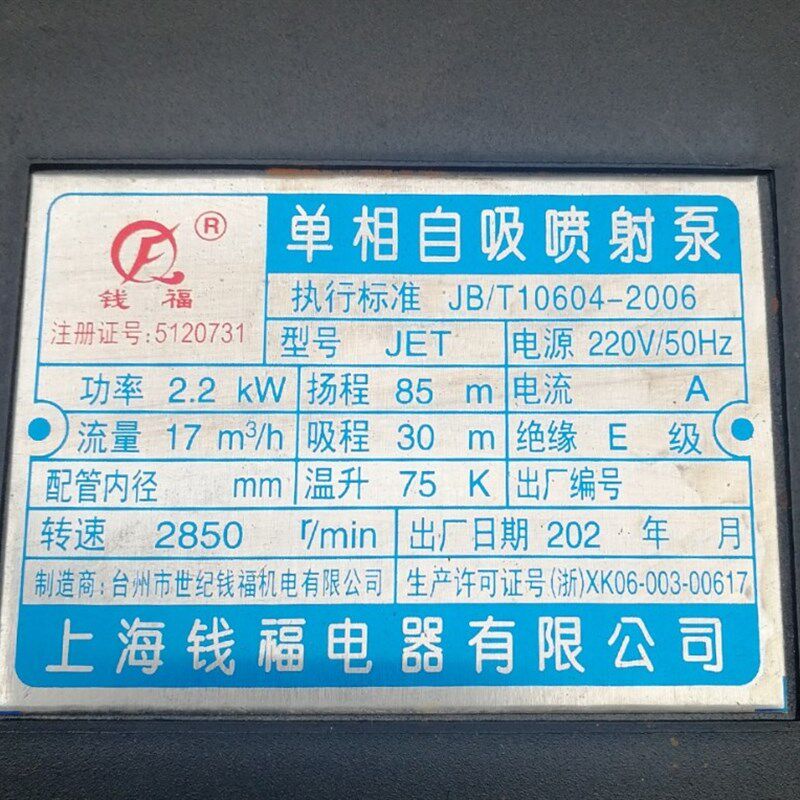 ®
钱福
注册证号:5120731
单相自吸喷射泵
执行标准 JB/T10604-2006
型号 JET 电源 220V/50Hz
功率 2.2 kW 扬程 85 m 电流 A
流量 17 m³/h 吸程 30 m 绝缘 E 级
配管内径 mm 温升 75 K 出厂编号
转速 2850 r/min 出厂日期 202 年 月
制造商:台州市世纪钱福机电有限公司 生产许可证号(浙)XK06-003-00617
上海钱福电器有限公司